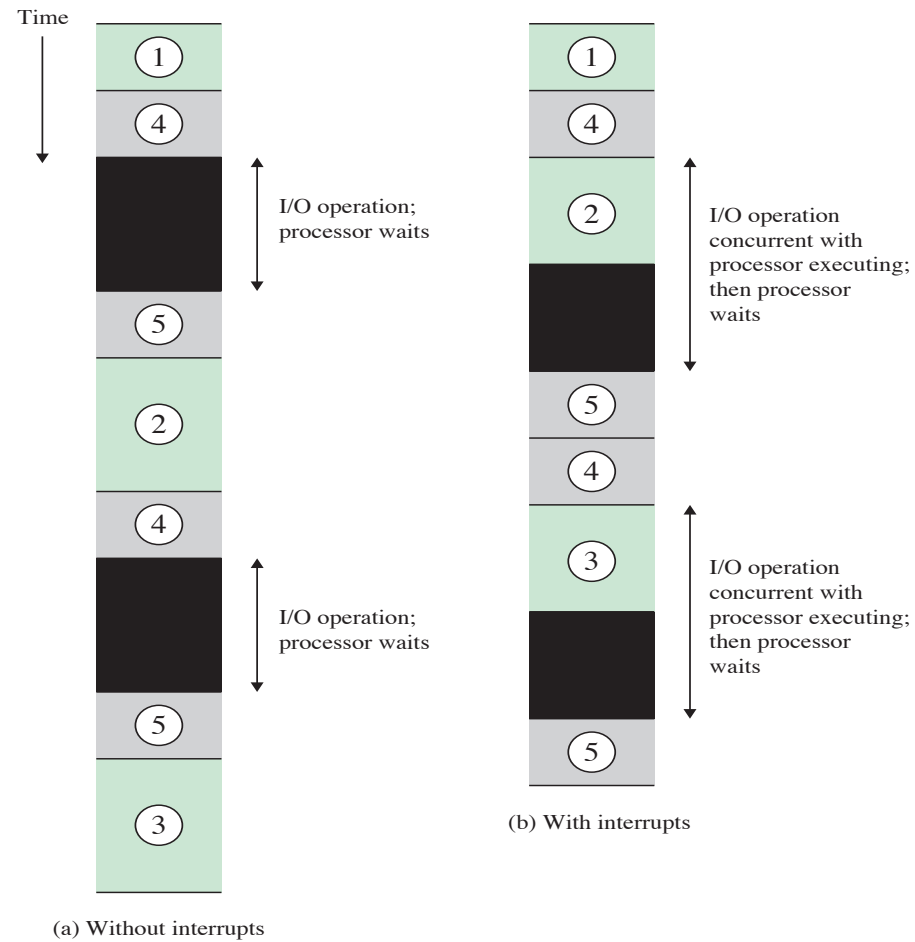 Time
1
4
I/O operation;
processor waits
5
2
4
I/O operation;
processor waits
5
3
(a) Without interrupts
1
4
2
I/O operation
concurrent with
processor executing;
then processor
waits
5
4
3
I/O operation
concurrent with
processor executing;
then processor
waits
5
(b) With interrupts